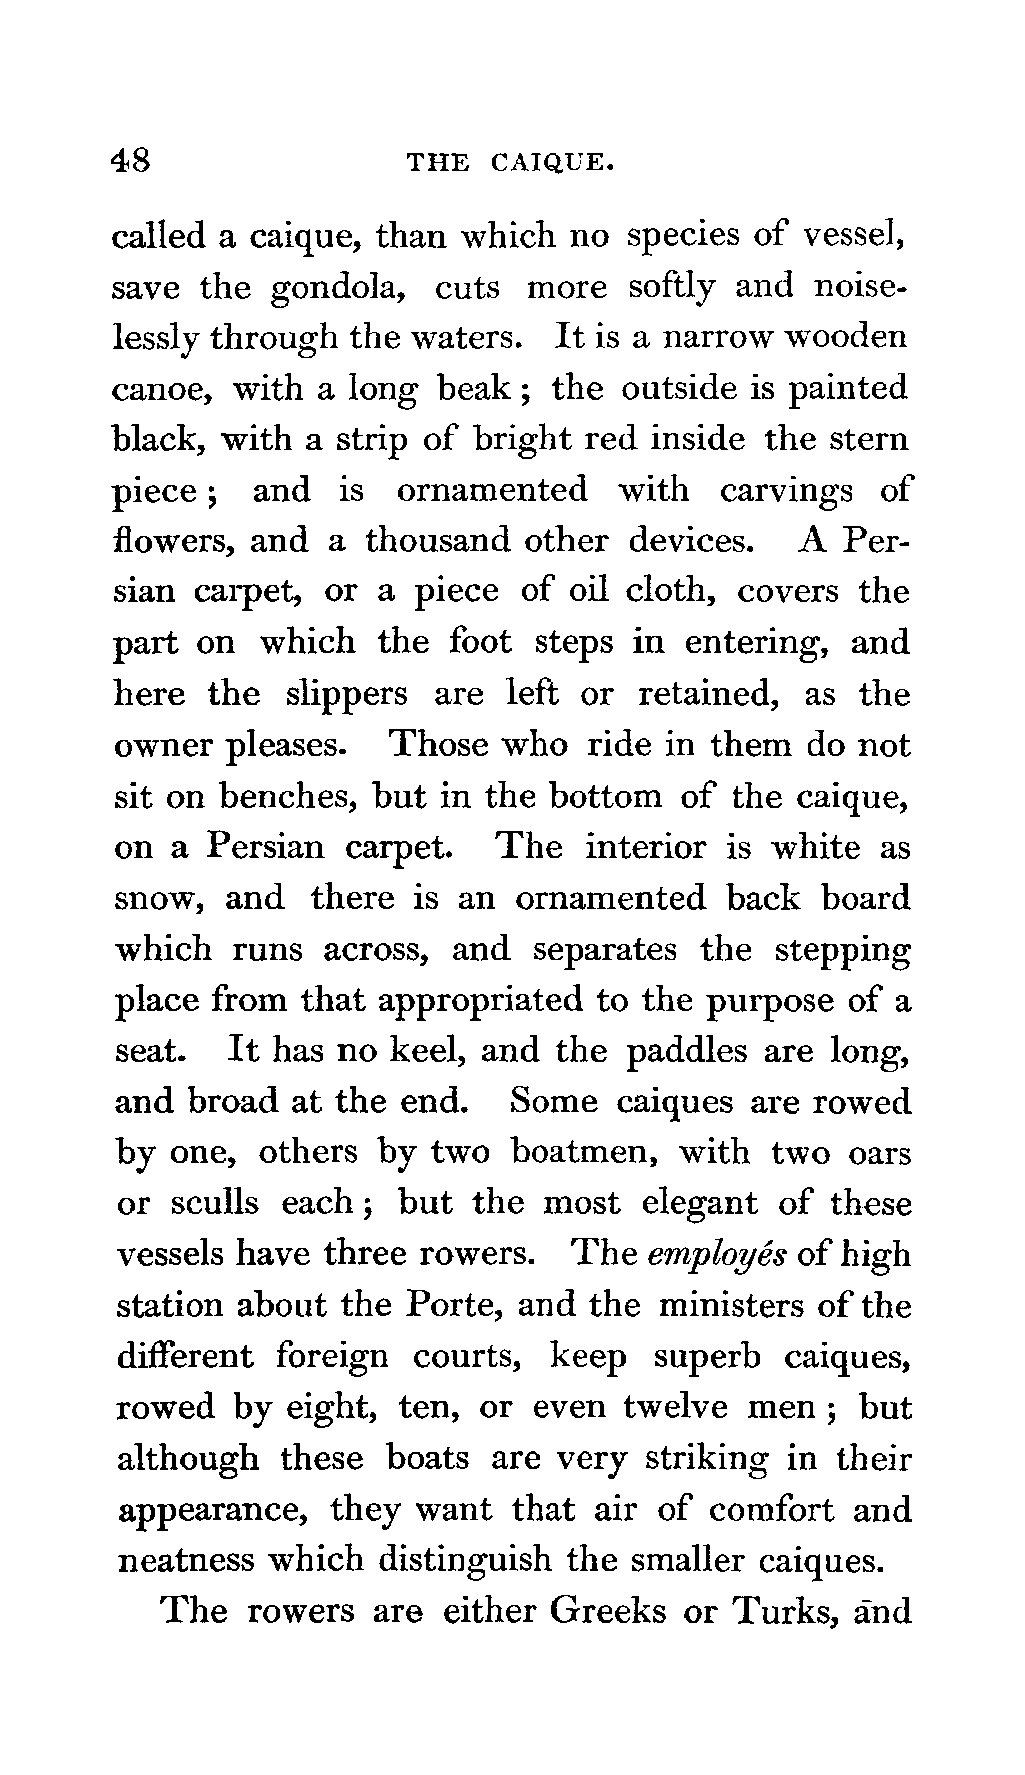 48 THE CAIQUE.
called a caique, than which no species of vessel,
save the gondola, cuts more softly and noise-
lessly through the waters. It is a narrow wooden
canoe, with a long beak ; the outside is painted
black, with a strip of bright red inside the stern
piece ; and is ornamented with carvings of
flowers, and a thousand other devices. A Per-
sian carpet, or a piece of oil cloth, covers the
part on which the foot steps in entering, and
here the slippers are left or retained, as the
owner pleases. Those who ride in them do not
sit on benches, but in the bottom of the caique,
on a Persian carpet. The interior is white as
snow, and there is an ornamented back board
which runs across, and separates the stepping
place from that appropriated to the purpose of a
seat. It has no keel, and the paddles are long,
and broad at the end. Some caiques are rowed
by one, others by two boatmen, with two oars
or sculls each ; but the most elegant of these
vessels have three rowers. The employés of high
station about the Porte, and the ministers of the
different foreign courts, keep superb caiques,
rowed by eight, ten, or even twelve men ; but
although these boats are very striking in their
appearance, they want that air of comfort and
neatness which distinguish the smaller caiques.
The rowers are either Greeks or Turks, and